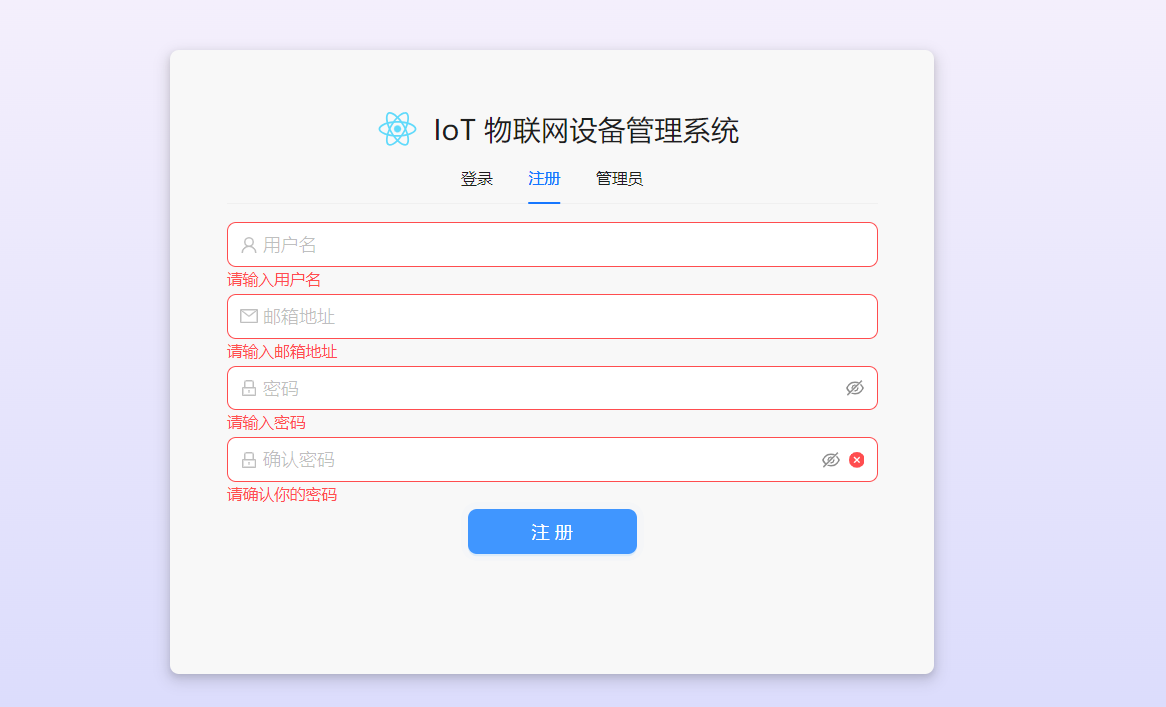 IoT 物联网设备管理系统
登录 注册 管理员
用户名
请输入用户名
邮箱地址
请输入邮箱地址
密码
请输入密码
确认密码
请确认你的密码
注 册